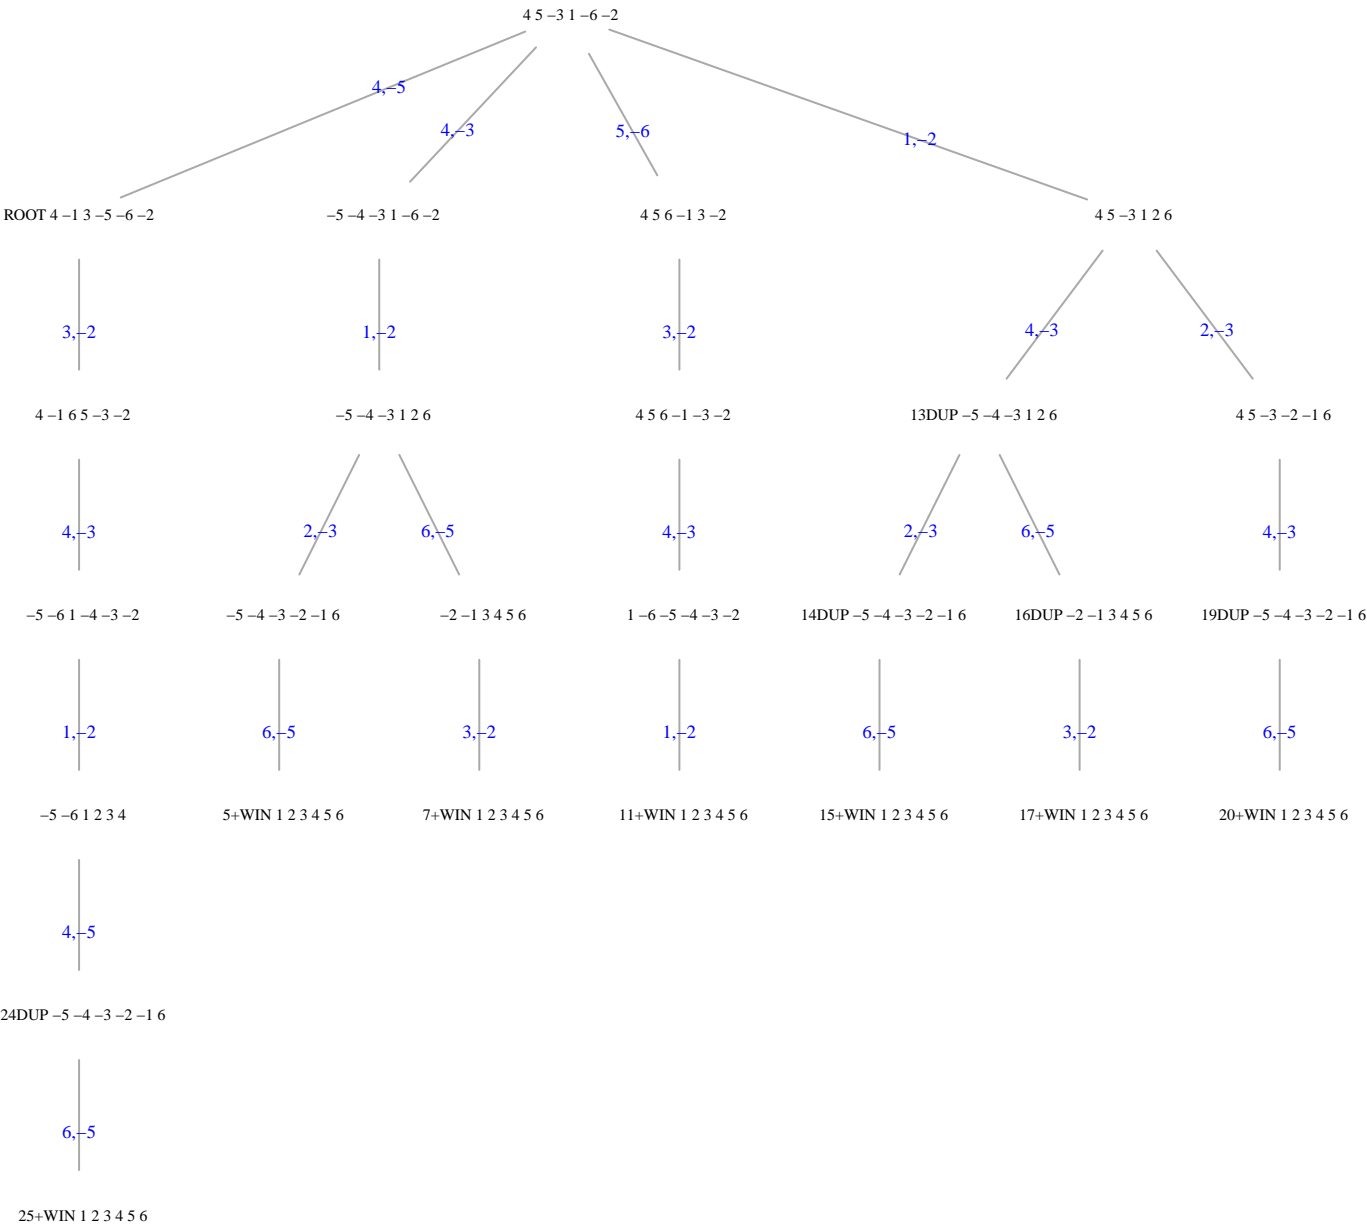 4 5 −3 1 −6 −2
4,−5
4,−3
5,−6
1,−2
ROOT 4 −1 3 −5 −6 −2
−5 −4 −3 1 −6 −2
4 5 6 −1 3 −2
4 5 −3 1 2 6
3,−2
1,−2
3,−2
4,−3
2,−3
4 −1 6 5 −3 −2
−5 −4 −3 1 2 6
4 5 6 −1 −3 −2
13DUP −5 −4 −3 1 2 6
4 5 −3 −2 −1 6
4,−3
2,−3
6,−5
4,−3
2,−3
6,−5
4,−3
−5 −6 1 −4 −3 −2
−5 −4 −3 −2 −1 6
−2 −1 3 4 5 6
1 −6 −5 −4 −3 −2
14DUP −5 −4 −3 −2 −1 6
16DUP −2 −1 3 4 5 6
19DUP −5 −4 −3 −2 −1 6
1,−2
6,−5
3,−2
1,−2
6,−5
3,−2
6,−5
−5 −6 1 2 3 4
5+WIN 1 2 3 4 5 6
7+WIN 1 2 3 4 5 6
11+WIN 1 2 3 4 5 6
15+WIN 1 2 3 4 5 6
17+WIN 1 2 3 4 5 6
20+WIN 1 2 3 4 5 6
4,−5
24DUP −5 −4 −3 −2 −1 6
6,−5
25+WIN 1 2 3 4 5 6